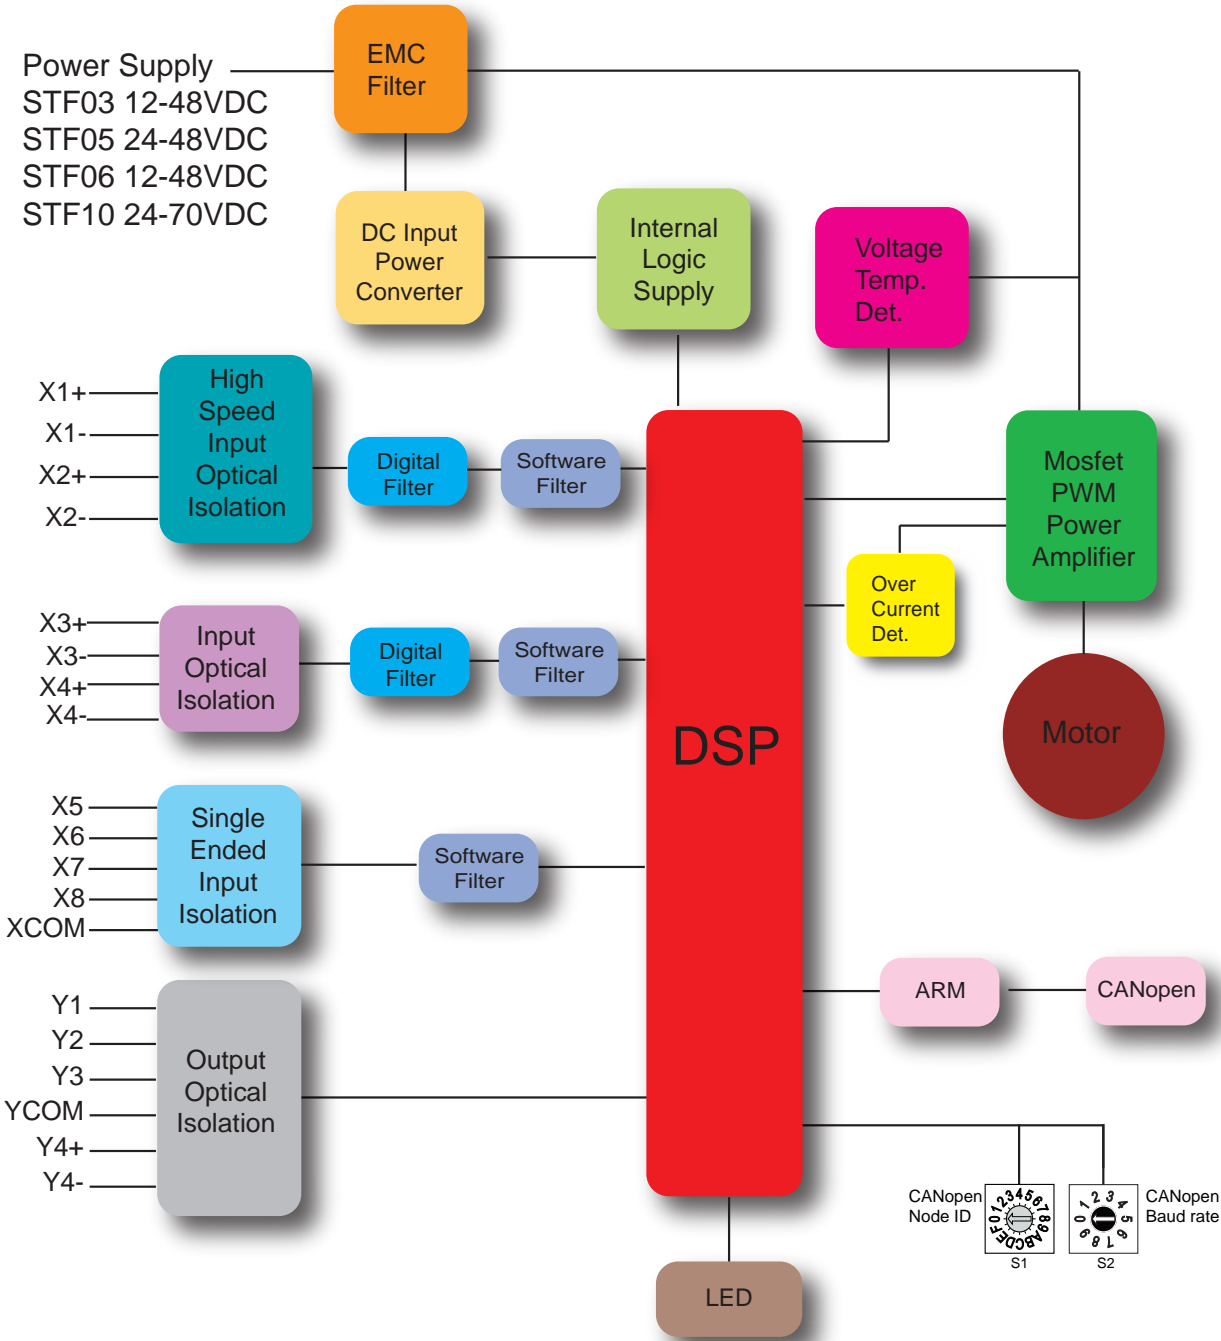 Power Supply
STF03 12-48VDC
STF05 24-48VDC
STF06 12-48VDC
STF10 24-70VDC
EMC
Filter
DC Input
Power
Converter
Internal
Logic
Supply
Voltage
Temp.
Det.
X1+
X1-
X2+
X2-
High
Speed
Input
Optical
Isolation
Digital
Filter
Software
Filter
Mosfet
PWM
Power
Amplifier
Over
Current
Det.
X3+
X3-
X4+
X4-
Input
Optical
Isolation
Digital
Filter
Software
Filter
DSP
Motor
X5
X6
X7
X8
XCOM
Single
Ended
Input
Isolation
Software
Filter
ARM
CANopen
Y1
Y2
Y3
YCOM
Y4+
Y4-
Output
Optical
Isolation
CANopen
Node ID
0123456789ABCDEF
S1
0123456789
S2
CANopen
Baud rate
LED